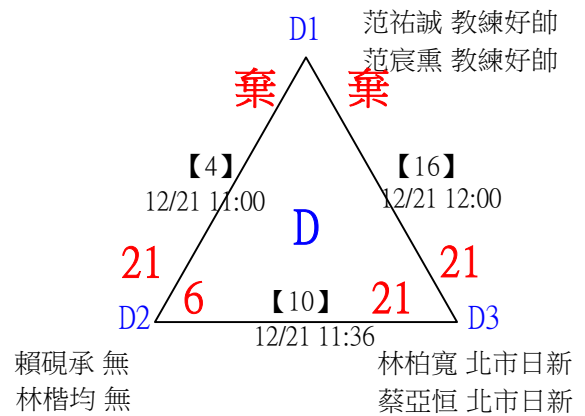 D1
范祐誠 教練好帥
范宸熏 教練好帥
棄 棄
【4】
12/21 11:00
【16】
12/21 12:00
D
21
21
6
【10】
21
D2
12/21 11:36
D3
賴硯承 無
林楷均 無
林柏寬 北市日新
蔡亞恒 北市日新